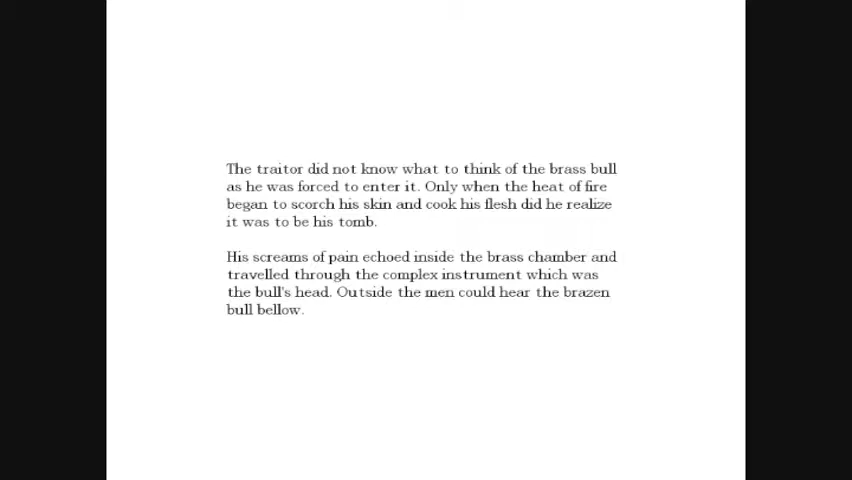 The traitor did not know what to think of the brass bull
as he was forced to enter it. Only when the heat of fire
began to scorch his skin and cook his flesh did he realize
it was to be his tomb.
His screams of pain echoed inside the brass chamber and
travelled through the complex instrument which was
the bull's head. Outside the men could hear the brazen
bull bellow.